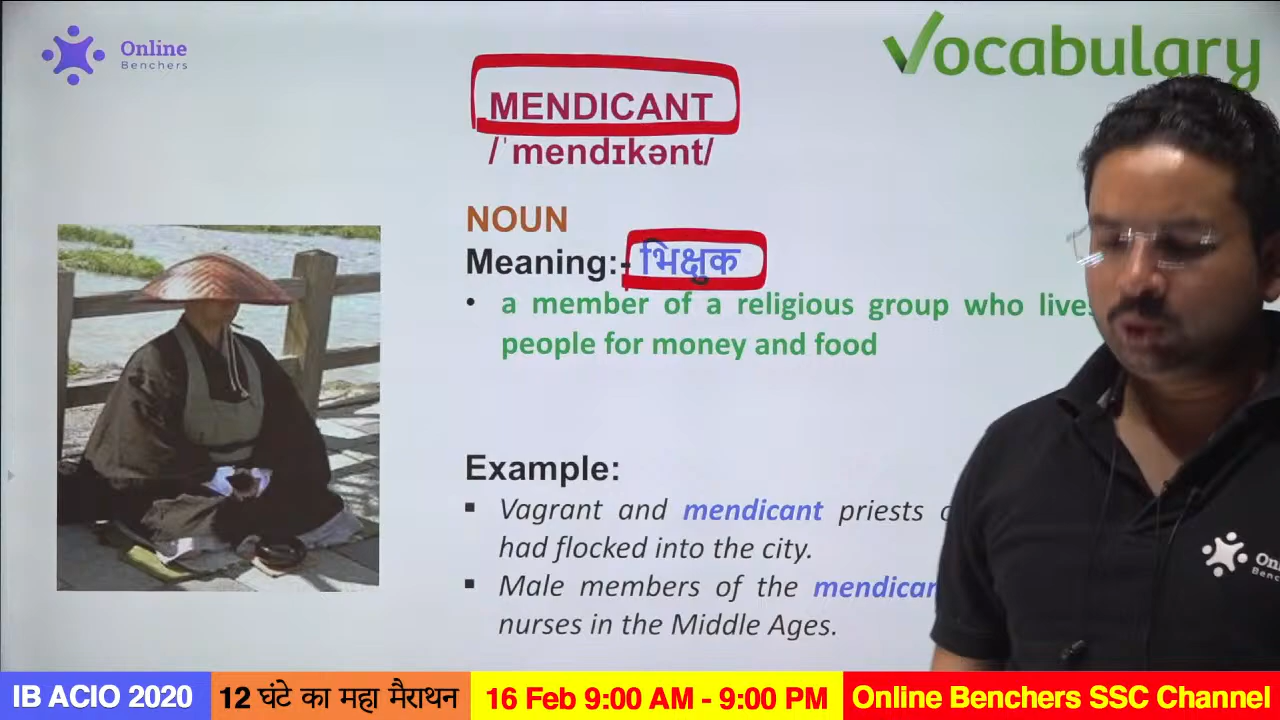 Online
Benchers
Vocabulary
MENDICANT
/ˈmendɪkənt/
NOUN
Meaning:- भिक्षुक
• a member of a religious group who lives
people for money and food
Example:
▪ Vagrant and mendicant priests
had flocked into the city.
▪ Male members of the
nurses in the Middle Ages.
IB ACIO 2020
12 घंटे का महा मैराथन
16 Feb 9:00 AM - 9:00 PM
Online Benchers SSC Channel